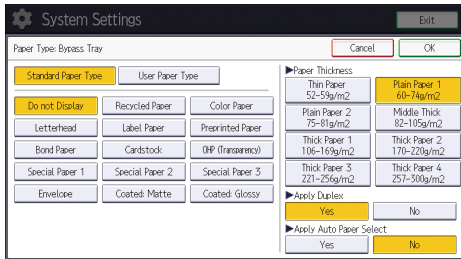 System Settings
Exit
Paper Type: Bypass Tray
Cancel
OK
Standard Paper Type
User Paper Type
Do not Display
Recycled Paper
Color Paper
Letterhead
Label Paper
Preprinted Paper
Bond Paper
Cardstock
OHP (Transparency)
Special Paper 1
Special Paper 2
Special Paper 3
Envelope
Coated: Matte
Coated: Glossy
▶Paper Thickness
Thin Paper
52-59g/m2
Plain Paper 1
60-74g/m2
Plain Paper 2
75-81g/m2
Middle Thick
82-105g/m2
Thick Paper 1
106-169g/m2
Thick Paper 2
170-220g/m2
Thick Paper 3
221-256g/m2
Thick Paper 4
257-300g/m2
▶Apply Duplex
Yes
No
▶Apply Auto Paper Select
Yes
No